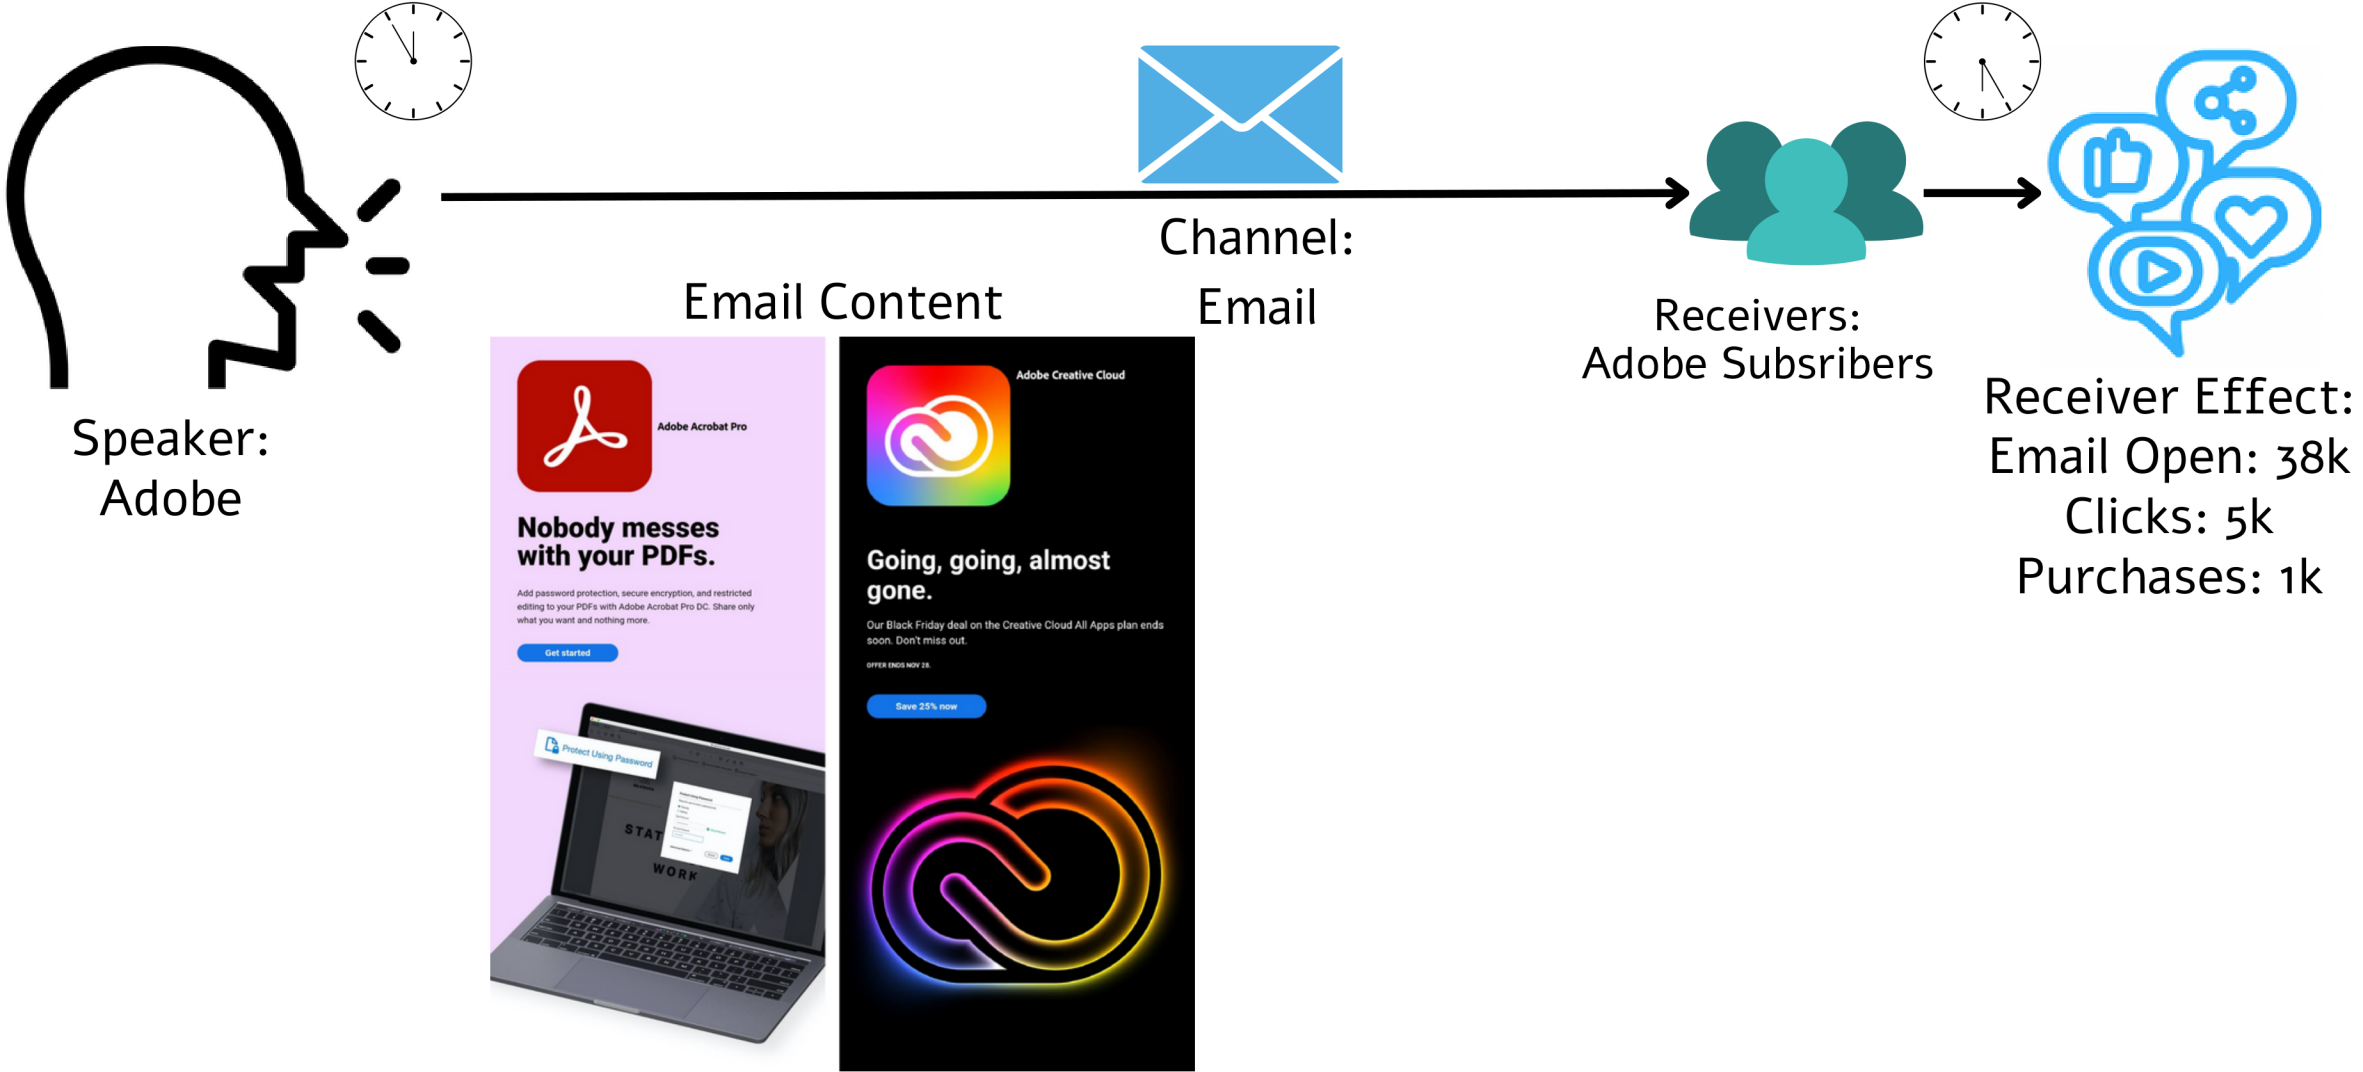 Speaker:
Adobe
Email Content
Adobe Acrobat Pro
Nobody messes
with your PDFs.
Add password protection, secure encryption, and restricted
editing to your PDFs with Adobe Acrobat Pro DC. Share only
what you want and nothing more.
Get started
Protect Using Password
STAT
WORK
Adobe Creative Cloud
Going, going, almost
gone.
Our Black Friday deal on the Creative Cloud All Apps plan ends
soon. Don't miss out.
OFFER ENDS NOV 28.
Save 25% now
Channel:
Email
Receivers:
Adobe Subsribers
Receiver Effect:
Email Open: 38k
Clicks: 5k
Purchases: 1k